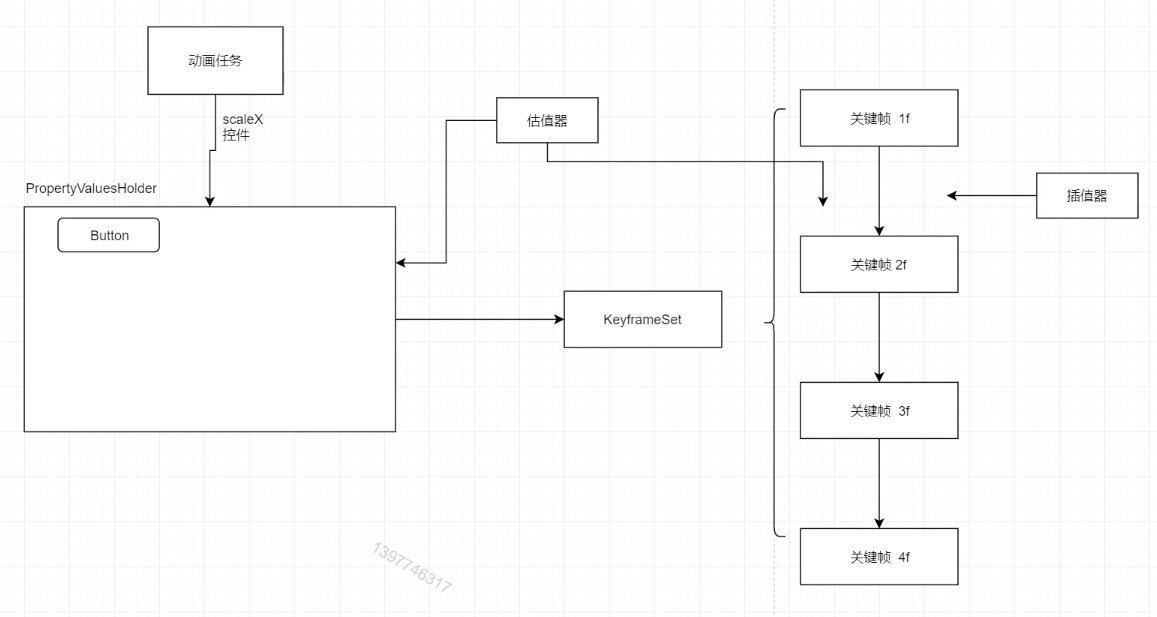 动画任务
scaleX
控件
PropertyValuesHolder
Button
估值器
KeyframeSet
关键帧 1f
插值器
关键帧 2f
关键帧 3f
关键帧 4f
1397746317